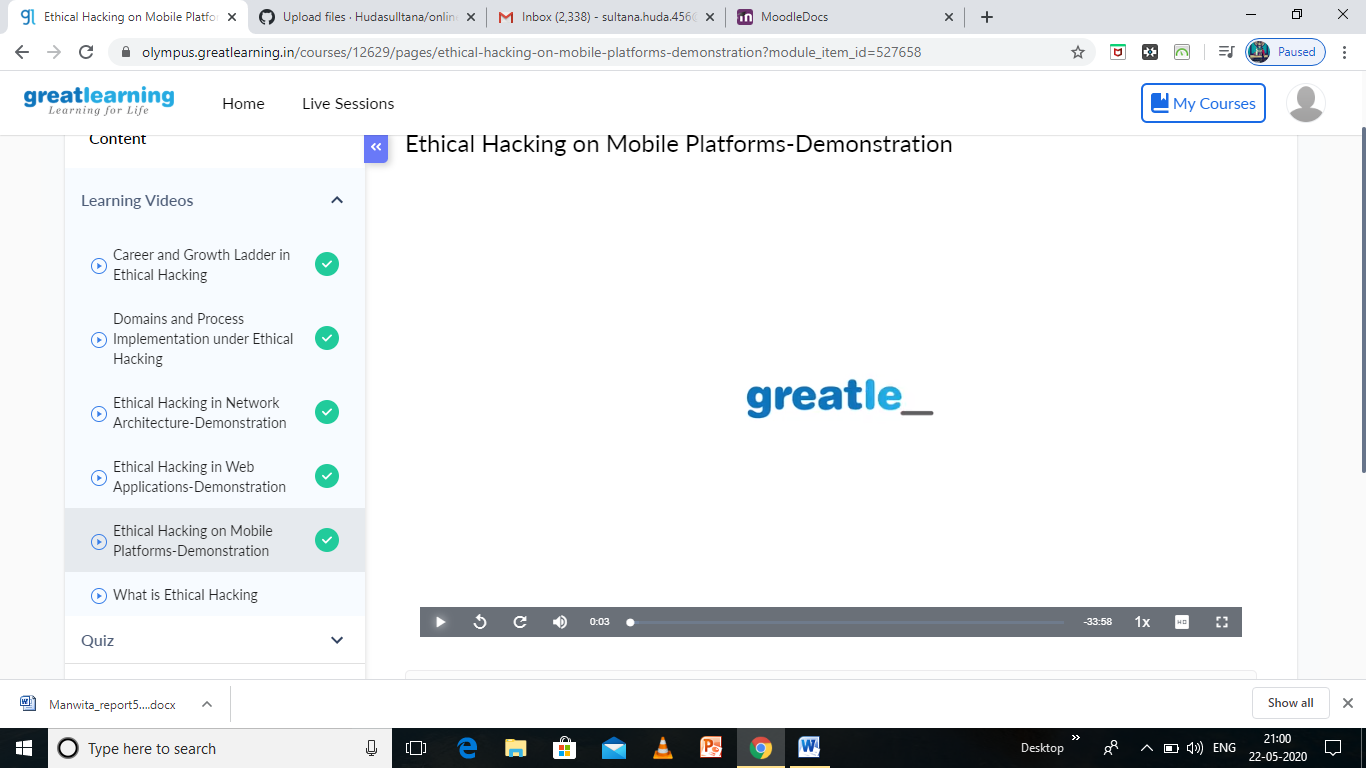 Ethical Hacking on Mobile Platfor
Upload files · Hudasulltana/onlin
Inbox (2,338) - sultana.huda.456@
MoodleDocs
olympus.greatlearning.in/courses/12629/pages/ethical-hacking-on-mobile-platforms-demonstration?module_item_id=527658
Paused
greatlearning
Learning for Life
Home
Live Sessions
My Courses
Content
Ethical Hacking on Mobile Platforms-Demonstration
Learning Videos
Career and Growth Ladder in
Ethical Hacking
Domains and Process
Implementation under Ethical
Hacking
Ethical Hacking in Network
Architecture-Demonstration
Ethical Hacking in Web
Applications-Demonstration
Ethical Hacking on Mobile
Platforms-Demonstration
What is Ethical Hacking
Quiz
greatle_
0:03
-33:58
1x
HD
Manwita_report5....docx
Show all
Type here to search
Desktop
ENG
21:00
22-05-2020